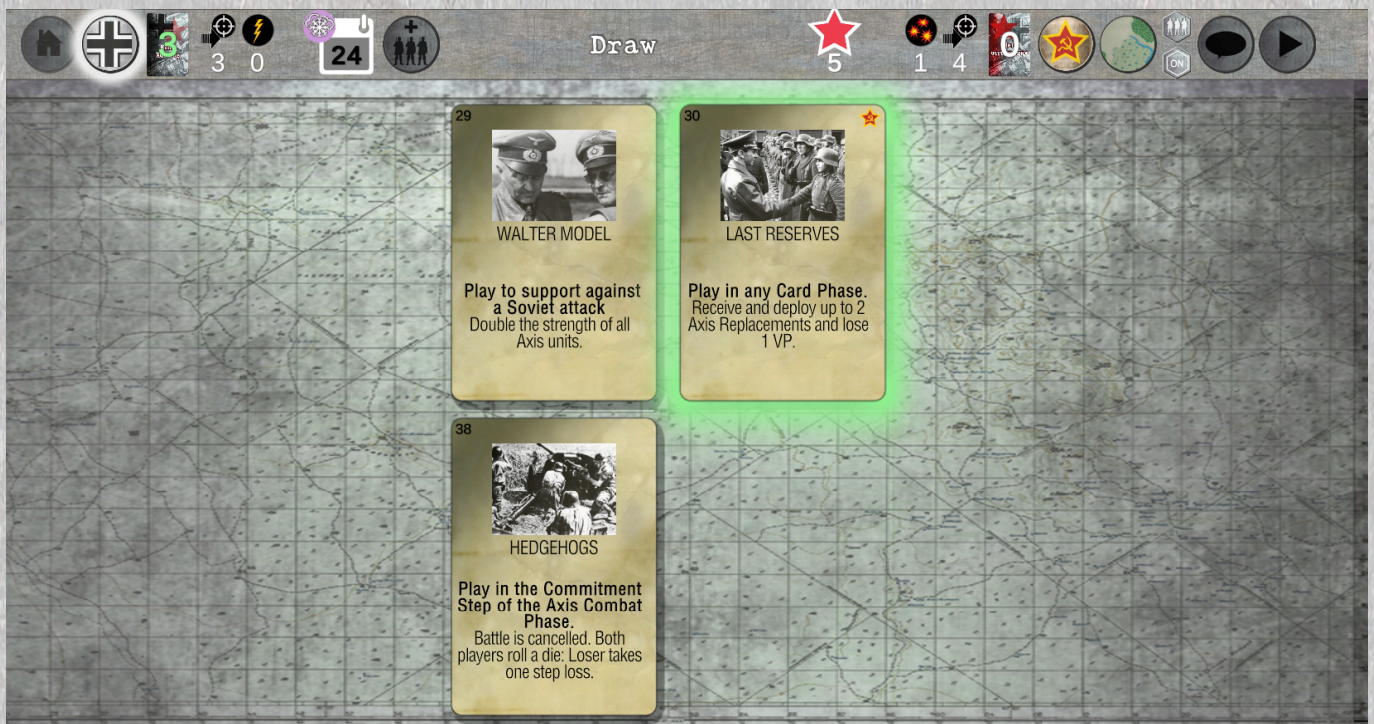 3
3
0
24
+
Draw
5
1
4
0
ON
29
WALTER MODEL
Play to support against
a Soviet attack
Double the strength of all
Axis units.
30
LAST RESERVES
Play in any Card Phase.
Receive and deploy up to 2
Axis Replacements and lose
1 VP.
38
HEDGEHOGS
Play in the Commitment
Step of the Axis Combat
Phase.
Battle is cancelled. Both
players roll a die: Loser takes
one step loss.